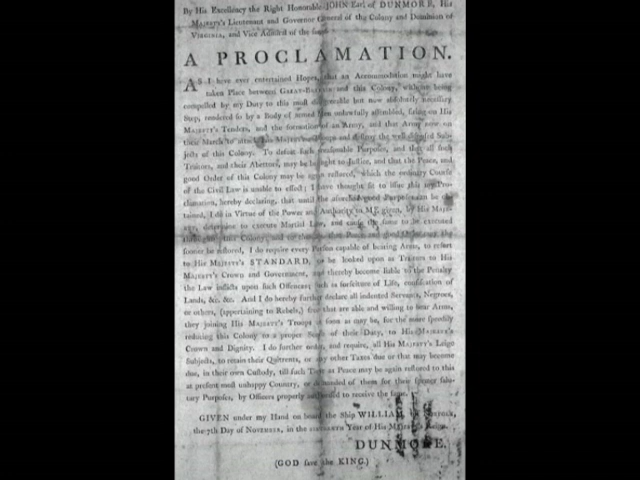 By His Excellency the Right Honorable JOHN Earl of DUNMORE, His
MAJESTY's Lieutenant and Governor General of the Colony and Dominion of
VIRGINIA, and Vice Admiral of the same
A PROCLAMATION.
AS I have ever entertained Hopes, that an Accommodation might have
taken Place between GREAT-BRITAIN and this Colony, without being
compelled by my Duty to this most disagreeable but now absolutely necessary
Step, rendered so by a Body of armed Men unlawfully assembled, firing on His
MAJESTY's Tenders, and the formation of an Army, and that Army now on
their March to attack His MAJESTY's Troops and destroy the well disposed Sub-
jects of this Colony. To defeat such treasonable Purposes, and that all such
Traitors, and their Abettors, may be brought to Justice, and that the Peace, and
good Order of this Colony may be again restored, which the ordinary Course
of the Civil Law is unable to effect; I have thought fit to issue this my Pro-
clamation, hereby declaring, that until the aforesaid good Purposes can be ob-
tained, I do in Virtue of the Power and Authority to ME given, by His MAJES-
TY, determine to execute Martial Law, and cause the same to be executed
throughout this Colony: and to the end that Peace and good Order may the
sooner be restored, I do require every Person capable of bearing Arms, to resort
to His MAJESTY'S STANDARD, or be looked upon as Traitors to His
MAJESTY's Crown and Government, and thereby become liable to the Penalty
the Law inflicts upon such Offences; such as forfeiture of Life, confiscation of
Lands, &c. &c. And I do hereby further declare all indented Servants, Negroes,
or others, (appertaining to Rebels,) free that are able and willing to bear Arms,
they joining His MAJESTY's Troops as soon as may be, for the more speedily
reducing this Colony to a proper Sense of their Duty, to His MAJESTY's
Crown and Dignity. I do further order, and require, all His MAJESTY's Leige
Subjects, to retain their Quitrents, or any other Taxes due or that may become
due, in their own Custody, till such Time as Peace may be again restored to this
at present most unhappy Country, or demanded of them for their former salu-
tary Purposes, by Officers properly authorised to receive the same.
GIVEN under my Hand on board the Ship WILLIAM,
the 7th Day of NOVEMBER, in the SIXTEENTH Year of His MAJESTY's Reign.
DUNMORE.
(GOD save the KING.)